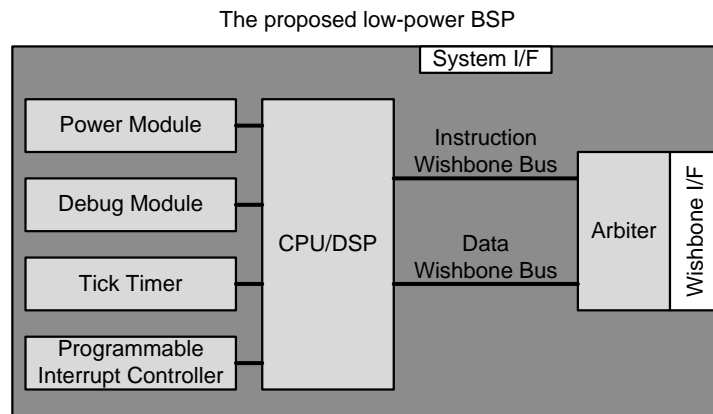 The proposed low-power BSP
System I/F
Power Module
Debug Module
Tick Timer
Programmable
Interrupt Controller
CPU/DSP
Instruction
Wishbone Bus
Data
Wishbone Bus
Arbiter
Wishbone I/F